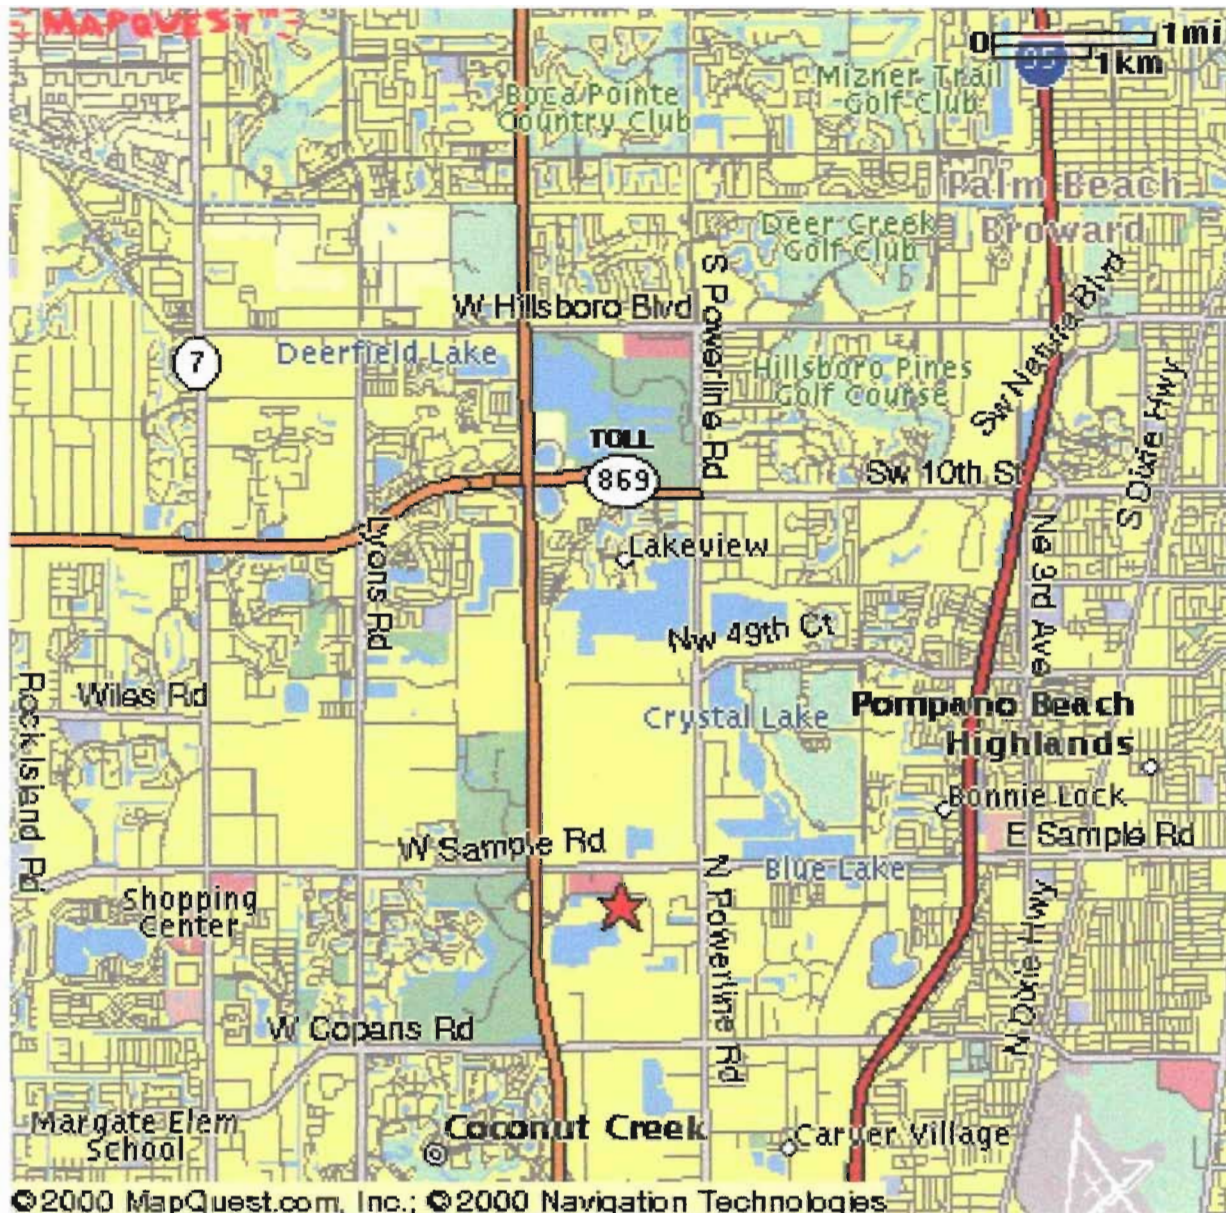 MAPQUEST™
0 1mi
1km
95
Boca Pointe
Country Club
Mizner Trail
Golf Club
Palm Beach
Deer Creek
Golf Club
Broward
S Powerline Rd
W Hillsboro Blvd
Sw Natura Blvd
7
Deerfield Lake
Hillsboro Pines
Golf Course
S Dixie Hwy
TOLL
869
Sw 10th St
Lyons Rd
Lakeview
Ne 3rd Ave
Nw 49th Ct
Rock Island Rd
Wiles Rd
Crystal Lake
Pompano Beach
Highlands
Bonnie Lock
W Sample Rd
E Sample Rd
Blue Lake
Shopping
Center
N Powerline Rd
N Dixie Hwy
W Copans Rd
Margate Elem
School
Coconut Creek
Carver Village
L
©2000 MapQuest.com, Inc.; ©2000 Navigation Technologies